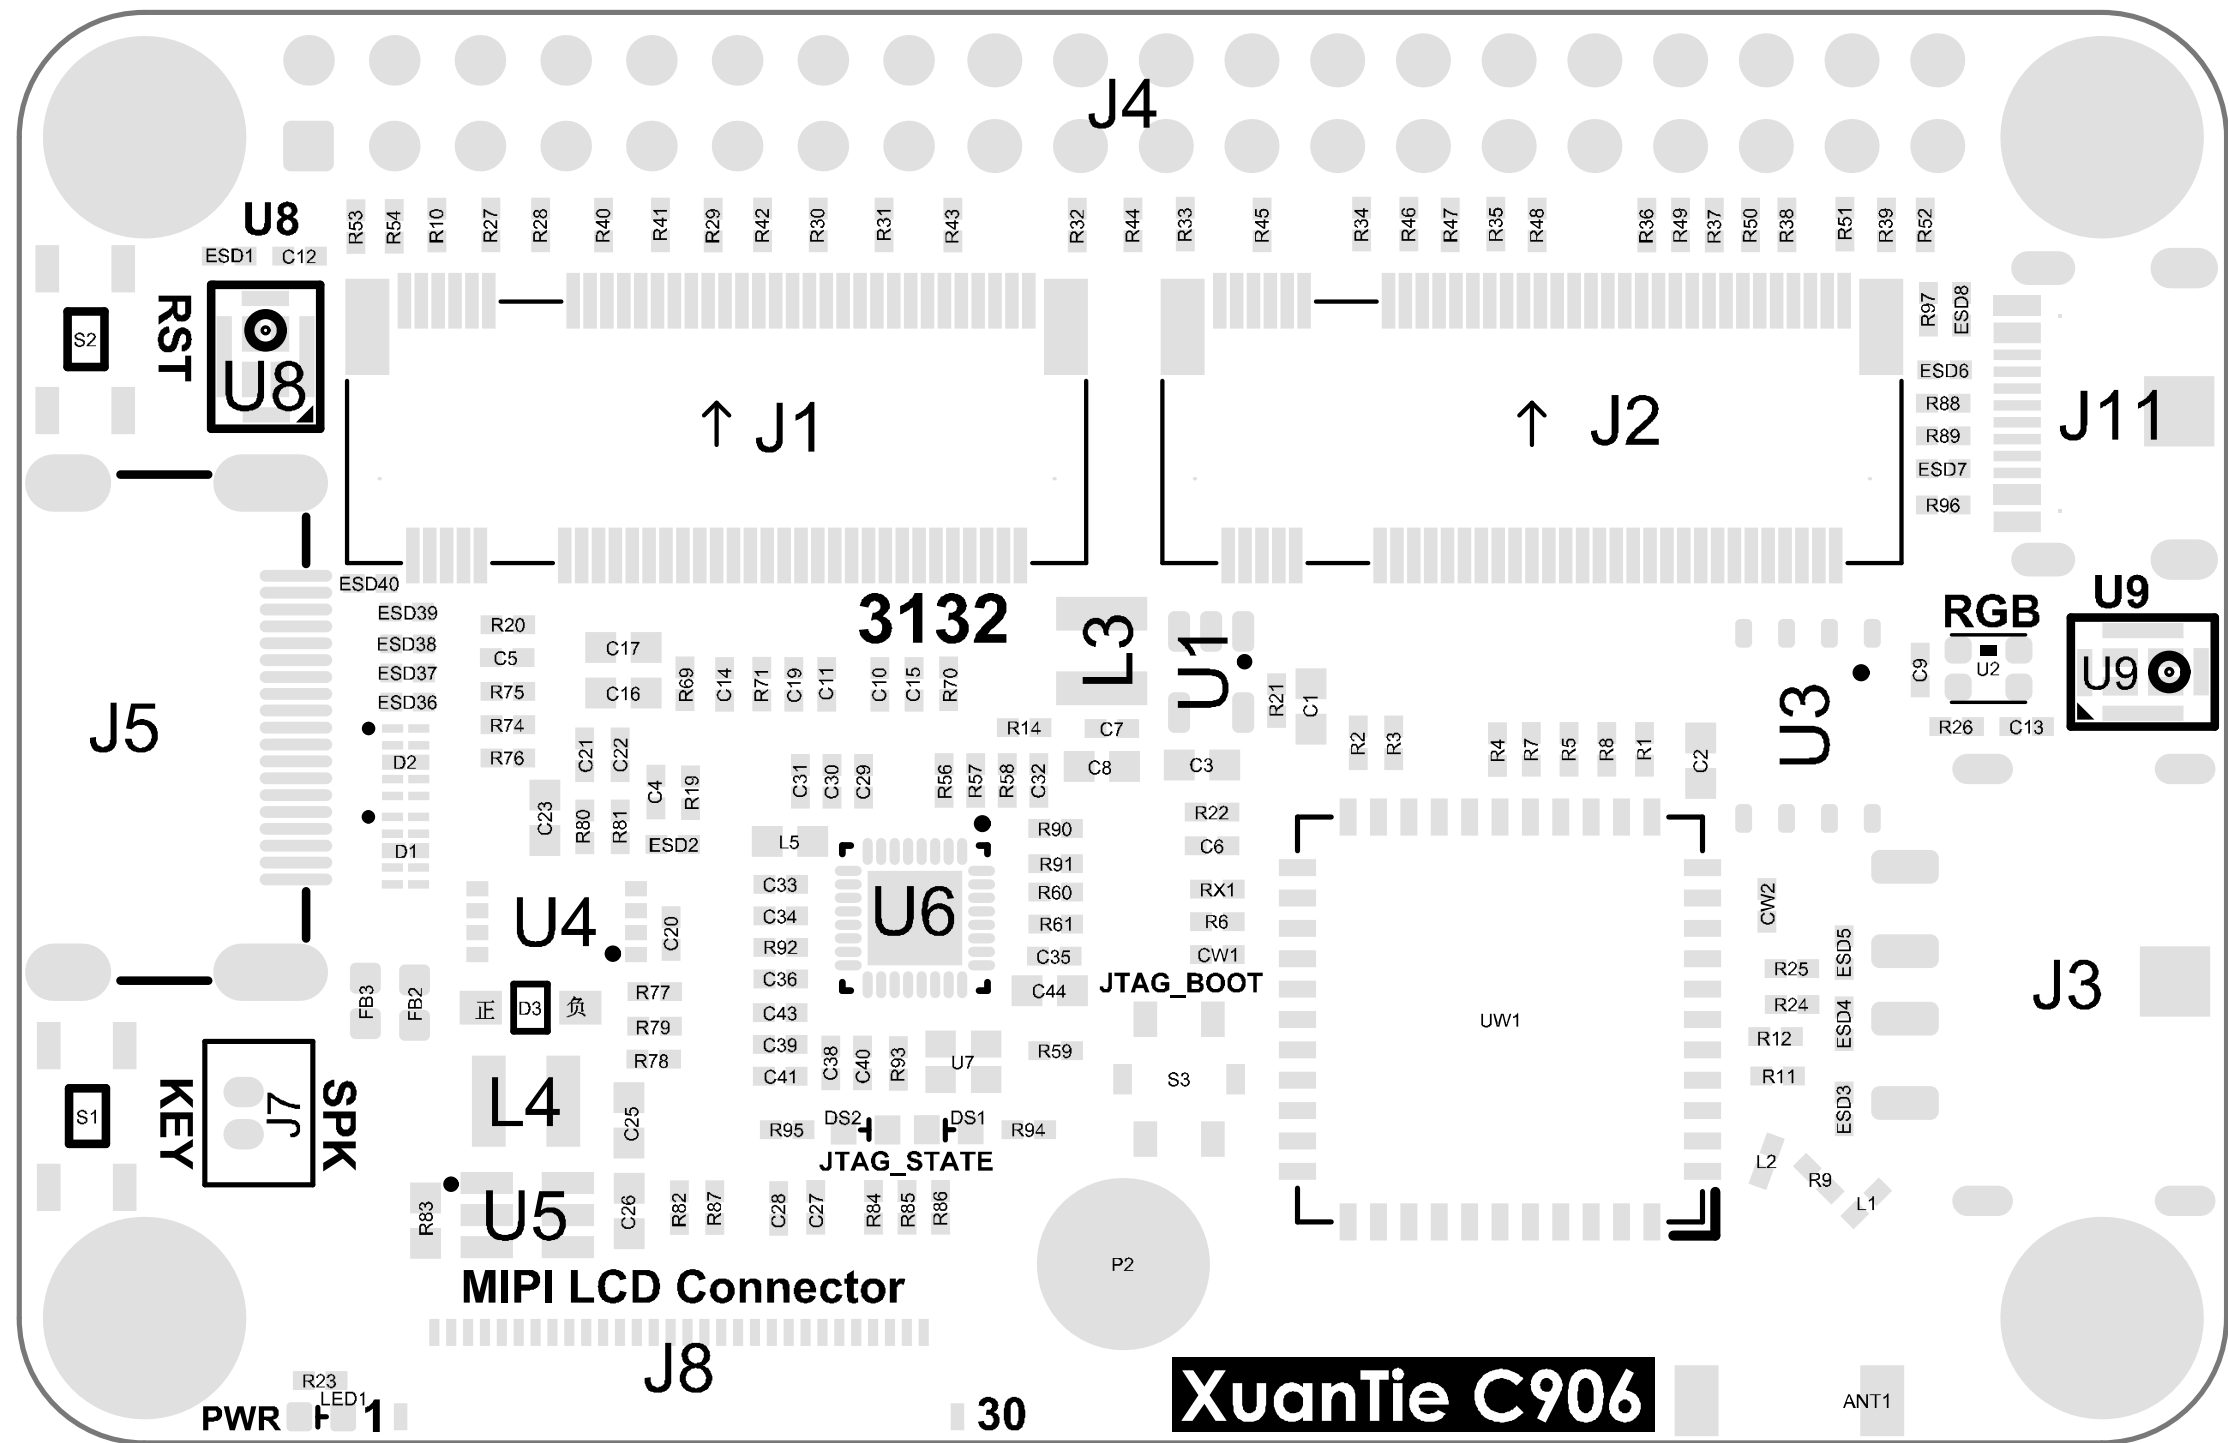 J4
U8
R53 R54 R10 R27 R28 R40 R41 R29 R42 R30 R31 R43 R32 R44 R33 R45 R34 R46 R47 R35 R48 R36 R49 R37 R50 R38 R51 R39 R52
ESD1 C12
RST
S2
U8
J1
J2
R97 ESD8
ESD6
R88
R89
ESD7
R96
J11
ESD40
ESD39
ESD38
ESD37
ESD36
J5
D2
D1
R20
C5
R75
R74
R76
C17
C16
3132
R69 C14 R71 C19 C11 C10 C15 R70
L3
U1
R21 C1
R14 C7
C8 C3
C21 C22
C23 R80 R81
C4 R19
ESD2
C31 C30 C29 R56 R57 R58 C32
R2 R3 R4 R7 R5 R8 R1 C2
U3
RGB
U9
C9 U2
U9
R26 C13
L5
R90
R91
R60
R61
C35
C44
R59
R22
C6
RX1
R6
CW1
JTAG_BOOT
C33
C34
R92
C36
C43
C39
C41
U6
U4
C20
FB3 FB2
正 D3 负
R77
R79
R78
C38 C40 R93 U7
S3
UW1
CW2
ESD5
R25
R24
ESD4
R12
R11
ESD3
J3
L2 R9 L1
S1
KEY
J7
SPK
L4
C25
R95 DS2 DS1 R94
JTAG_STATE
R83
U5
C26 R82 R87 C28 C27 R84 R85 R86
P2
MIPI LCD Connector
J8
R23
LED1
PWR 1
30
XuanTie C906
ANT1